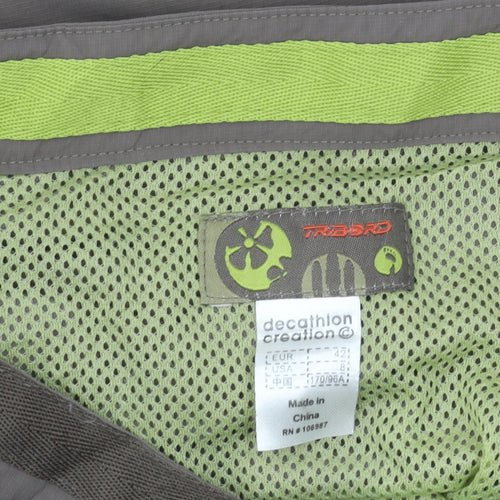 TRIBORD
decathlon
creation©
EUR 42
USA 8
中国 170/96A
Made in
China
RN # 106987